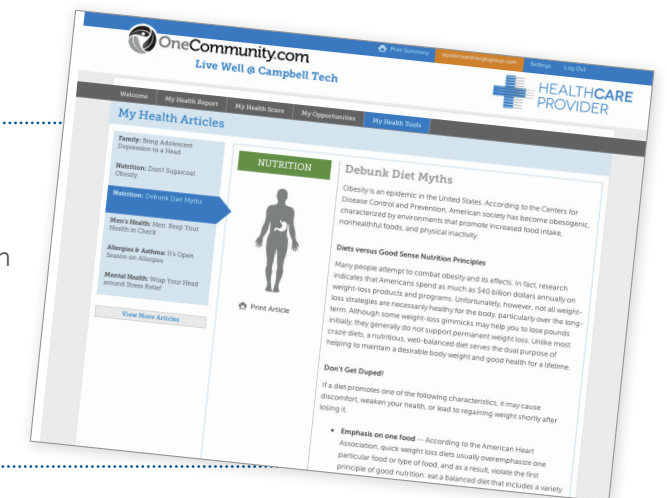 OneCommunity.com
Live Well @ Campbell Tech
Print Summary
Settings
Log Out
HEALTHCARE
PROVIDER
Welcome
My Health Report
My Health Score
My Opportunities
My Health Tools
My Health Articles
Family: Bring Adolescent
Depression to a Head
Nutrition: Don't Sugarcoat
Obesity
Nutrition: Debunk Diet Myths
Men's Health: Men: Keep Your
Health in Check
Allergies & Asthma: It's Open
Season on Allergies
Mental Health: Wrap Your Head
around Stress Relief
View More Articles
NUTRITION
Print Article
Debunk Diet Myths
Obesity is an epidemic in the United States. According to the Centers for
Disease Control and Prevention, American society has become obesogenic,
characterized by environments that promote increased food intake,
nonhealthful foods, and physical inactivity.
Diets versus Good Sense Nutrition Principles
Many people attempt to combat obesity and its effects. In fact, research
indicates that Americans spend as much as $40 billion dollars annually on
weight-loss products and programs. Unfortunately, however, not all weight-
loss strategies are necessarily healthy for the body, particularly over the long-
term. Although some weight-loss gimmicks may help you to lose pounds
initially, they generally do not support permanent weight loss. Unlike most
craze diets, a nutritious, well-balanced diet serves the dual purpose of
helping to maintain a desirable body weight and good health for a lifetime.
Don't Get Duped!
If a diet promotes one of the following characteristics, it may cause
discomfort, weaken your health, or lead to regaining weight shortly after
losing it.
• Emphasis on one food -- According to the American Heart
Association, quick weight loss diets usually overemphasize one
particular food or type of food, and as a result, violate the first
principle of good nutrition: eat a balanced diet that includes a variety